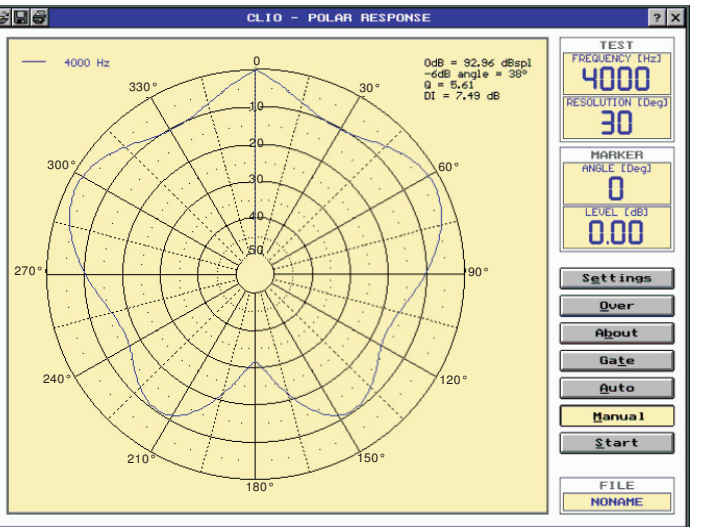 CLIO - POLAR RESPONSE
? X
4000 Hz
0dB = 92.96 dBspl
-6dB angle = 38°
Q = 5.61
DI = 7.49 dB
0
330°
30°
10
20
300°
60°
30
40
50
270°
90°
240°
120°
210°
150°
180°
TEST
FREQUENCY [Hz]
4000
RESOLUTION [Deg]
30
MARKER
ANGLE [Deg]
0
LEVEL [dB]
0.00
Settings
Over
About
Gate
Auto
Manual
Start
FILE
NONAME